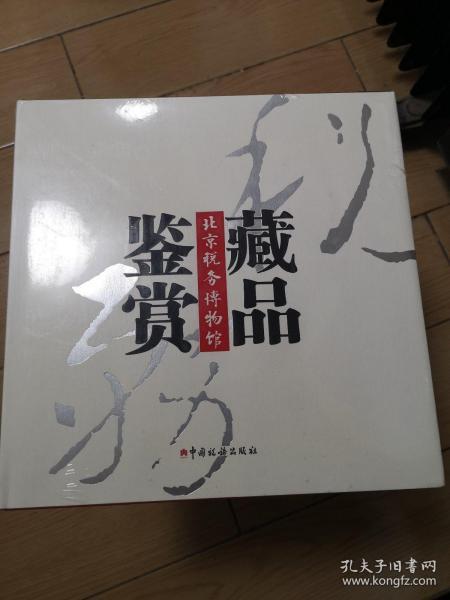 藏品
北京税务博物馆
鉴赏
中国税务出版社
孔夫子旧书网
www.kongfz.com